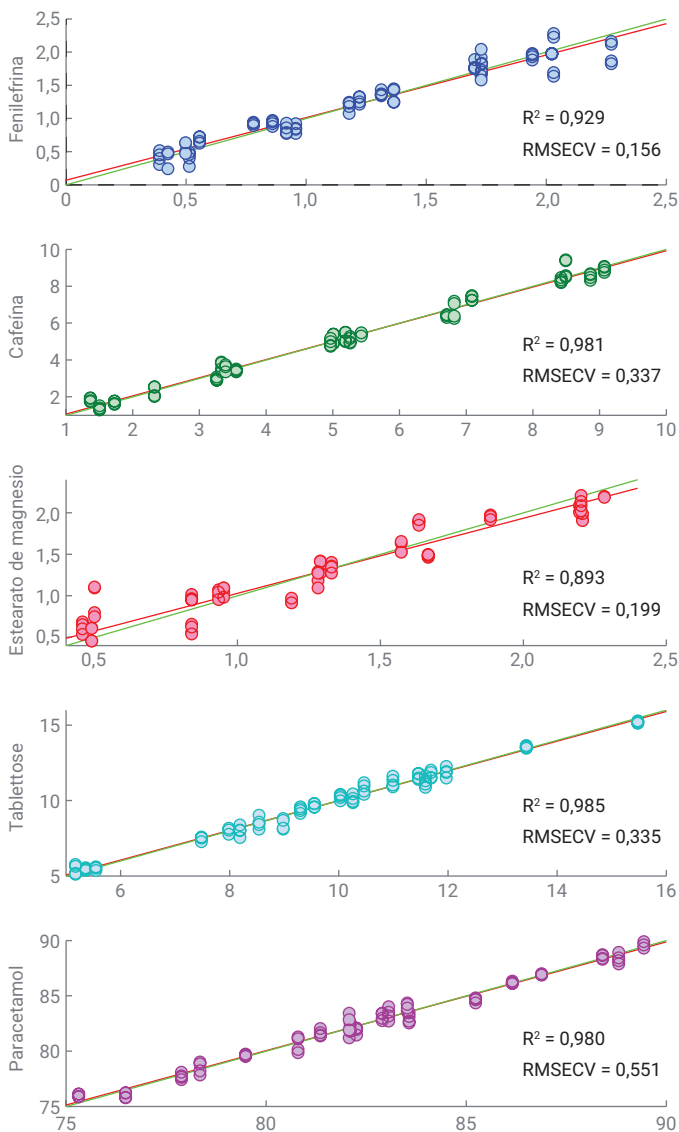 Fenilefrina
2,5
2,0
1,5
1,0
0,5
0
0 0,5 1,0 1,5 2,0 2,5
R² = 0,929
RMSECV = 0,156
Cafeína
10
8
6
4
2
1 2 3 4 5 6 7 8 9 10
R² = 0,981
RMSECV = 0,337
Estearato de magnesio
2,0
1,5
1,0
0,5
0,5 1,0 1,5 2,0 2,5
R² = 0,893
RMSECV = 0,199
Tablettose
15
10
5
6 8 10 12 14 16
R² = 0,985
RMSECV = 0,335
Paracetamol
90
85
80
75
75 80 85 90
R² = 0,980
RMSECV = 0,551